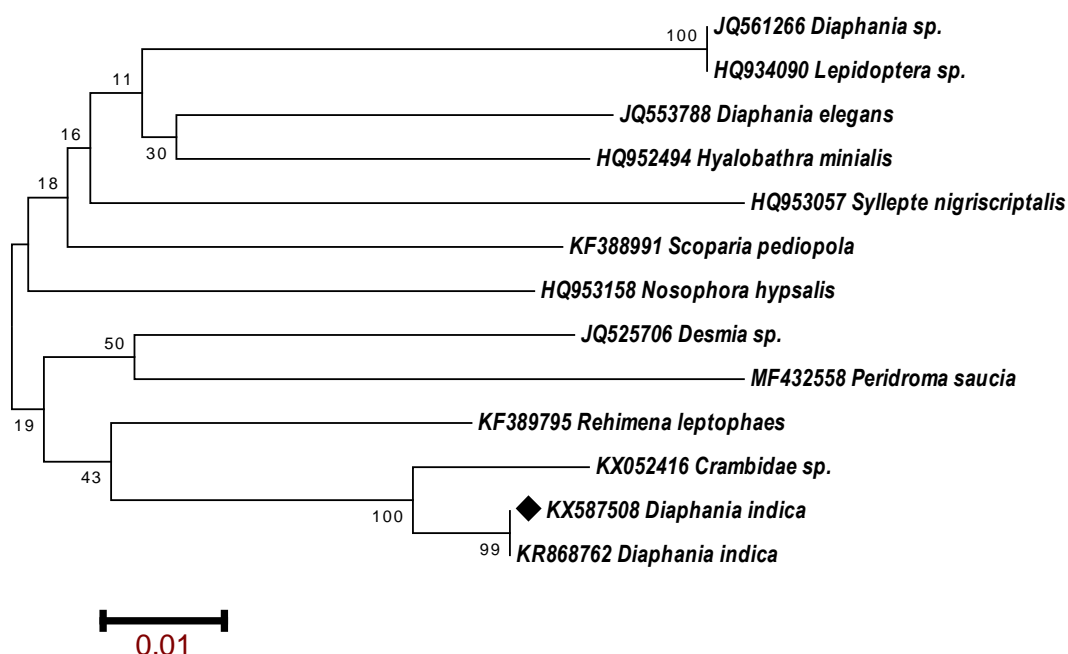 100
JQ561266 Diaphania sp.
HQ934090 Lepidoptera sp.
11
JQ553788 Diaphania elegans
30
HQ952494 Hyalobathra minialis
16
HQ953057 Syllepte nigriscriptalis
18
KF388991 Scoparia pediopola
HQ953158 Nosophora hypsalis
50
JQ525706 Desmia sp.
MF432558 Peridroma saucia
19
KF389795 Rehimena leptophaes
43
KX052416 Crambidae sp.
100
KX587508 Diaphania indica
99
KR868762 Diaphania indica
0.01